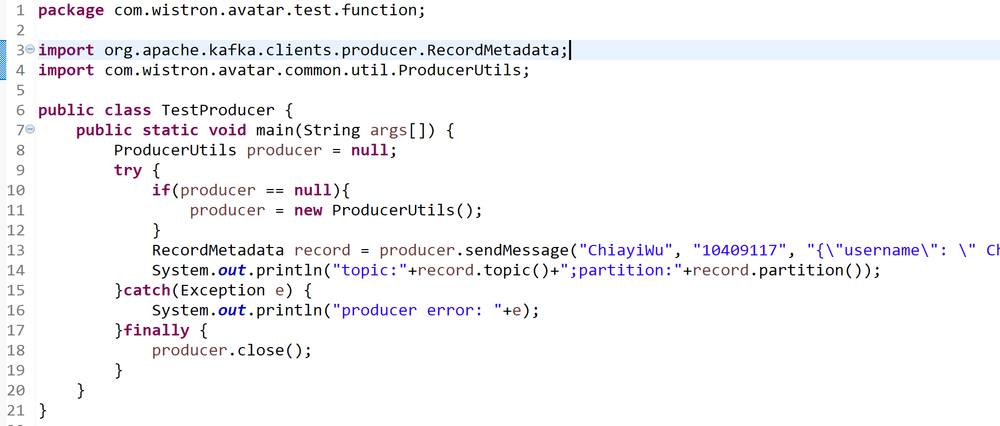 1 package com.wistron.avatar.test.function;
2
3 import org.apache.kafka.clients.producer.RecordMetadata;
4 import com.wistron.avatar.common.util.ProducerUtils;
5
6 public class TestProducer {
7     public static void main(String args[]) {
8         ProducerUtils producer = null;
9         try {
10             if(producer == null){
11                 producer = new ProducerUtils();
12             }
13             RecordMetadata record = producer.sendMessage("ChiayiWu", "10409117", "{\"username\": \" Ch
14             System.out.println("topic:"+record.topic()+";partition:"+record.partition());
15         }catch(Exception e) {
16             System.out.println("producer error: "+e);
17         }finally {
18             producer.close();
19         }
20     }
21 }